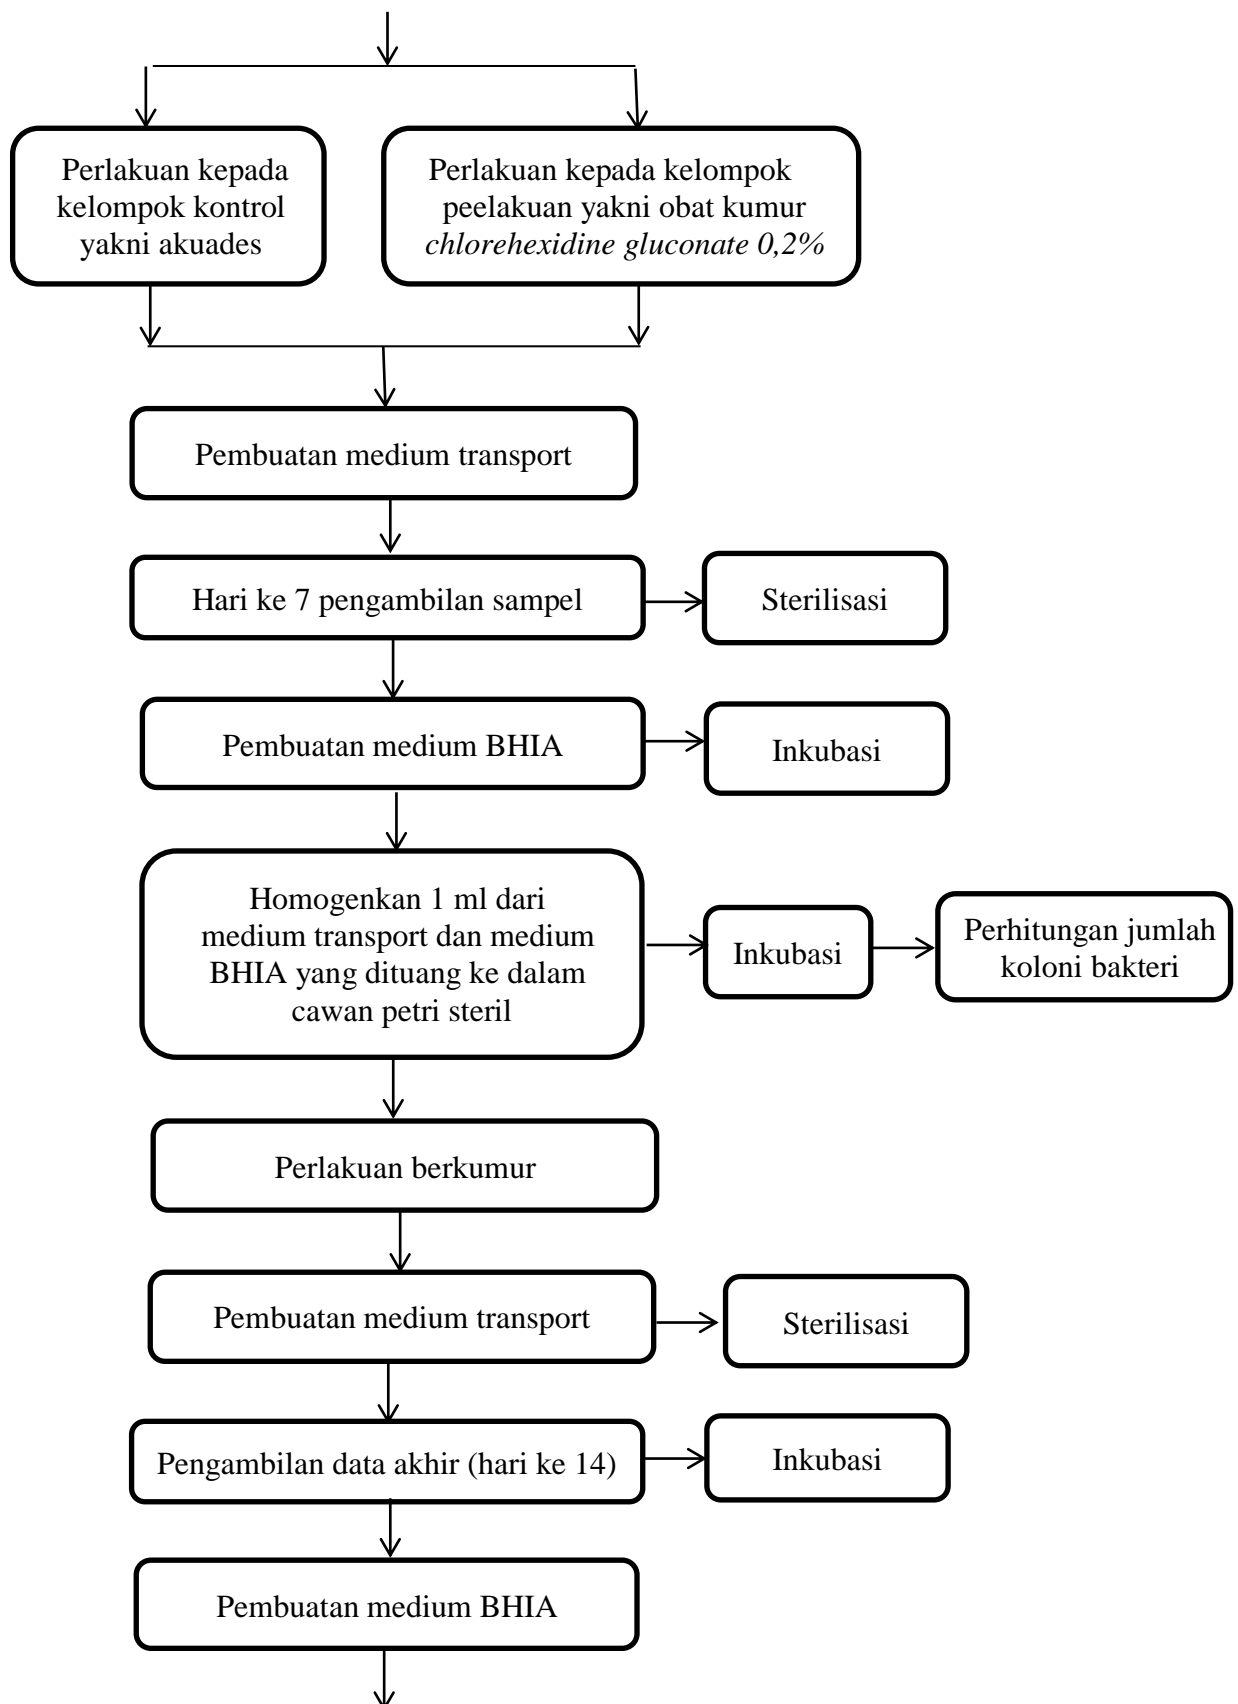 Perlakuan kepada
kelompok kontrol
yakni akuades
Perlakuan kepada kelompok
peelakuan yakni obat kumur
chlorehexidine gluconate 0,2%
Pembuatan medium transport
Hari ke 7 pengambilan sampel
Sterilisasi
Pembuatan medium BHIA
Inkubasi
Homogenkan 1 ml dari
medium transport dan medium
BHIA yang dituang ke dalam
cawan petri steril
Inkubasi
Perhitungan jumlah
koloni bakteri
Perlakuan berkumur
Pembuatan medium transport
Sterilisasi
Pengambilan data akhir (hari ke 14)
Inkubasi
Pembuatan medium BHIA